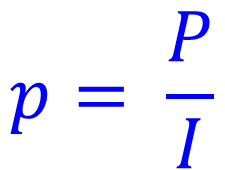 p = P/I